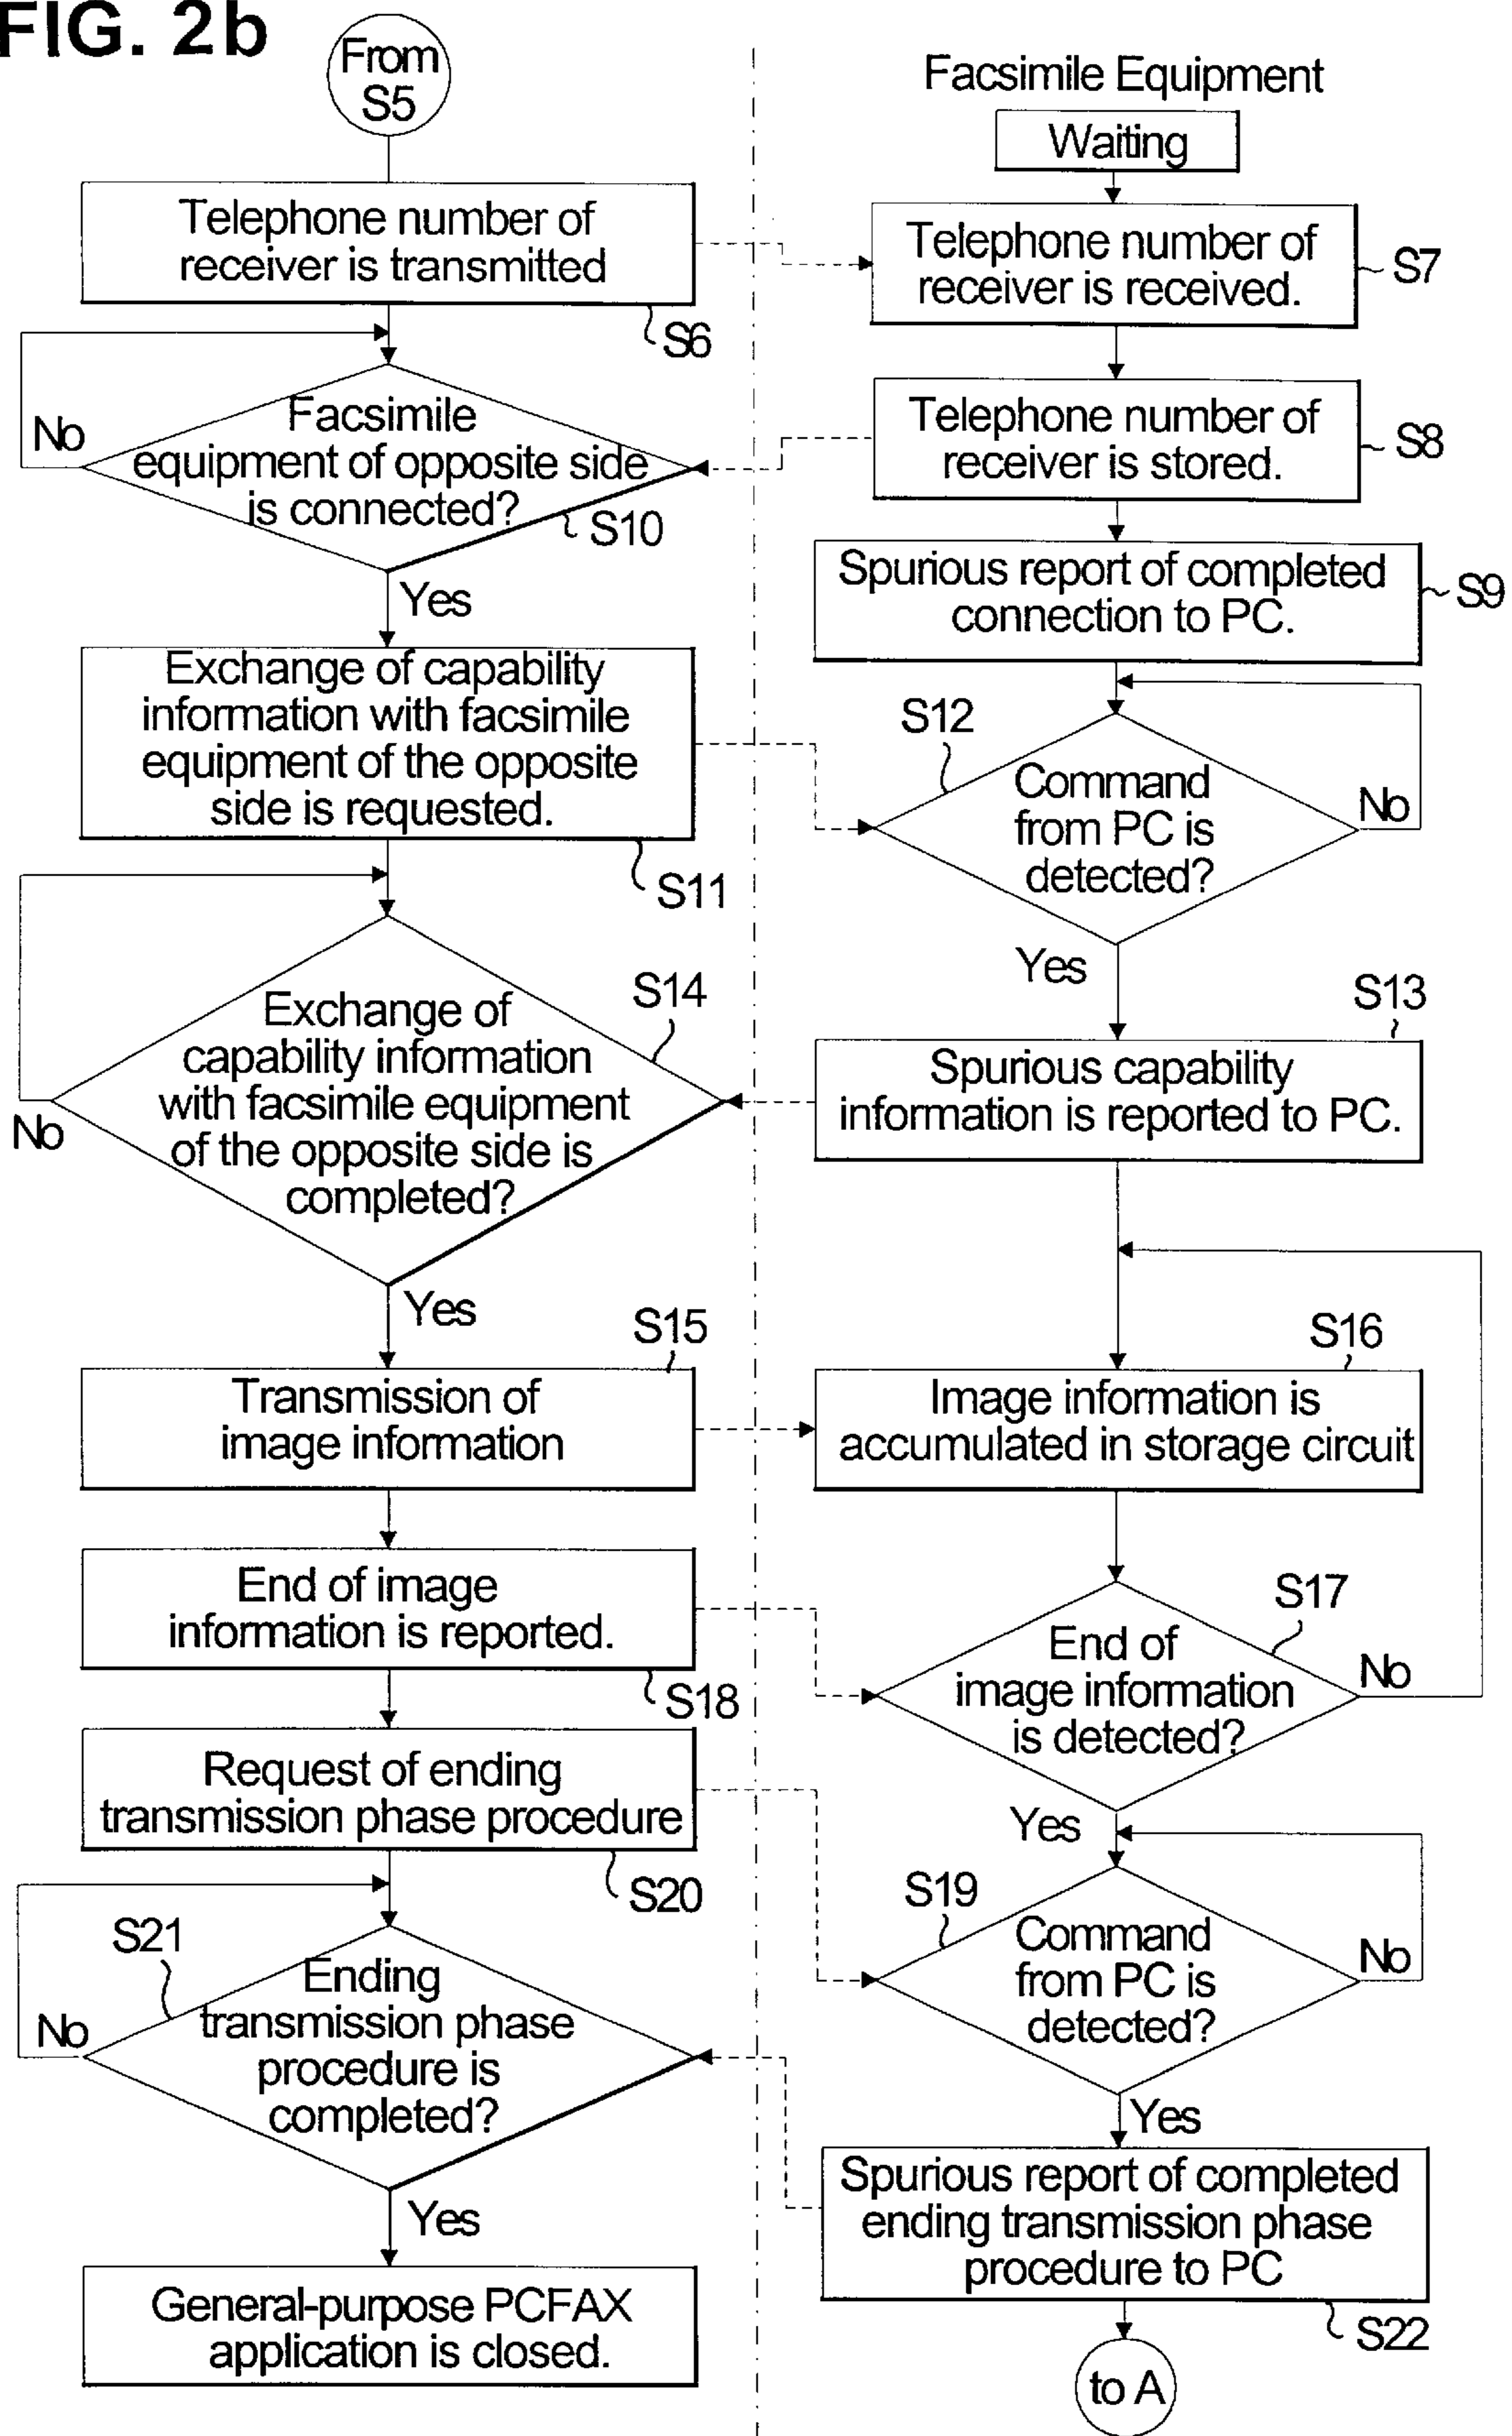 FIG. 2b
From
S5
Telephone number of
receiver is transmitted
S6
No
Facsimile
equipment of opposite side
is connected?
S10
Yes
Exchange of capability
information with facsimile
equipment of the opposite
side is requested.
S11
S14
Exchange of
capability information
with facsimile equipment
of the opposite side is
completed?
No
Yes
S15
Transmission of
image information
End of image
information is reported.
S18
Request of ending
transmission phase procedure
S20
S21
No
Ending
transmission phase
procedure is
completed?
Yes
General-purpose PCFAX
application is closed.
Facsimile Equipment
Waiting
Telephone number of
receiver is received.
S7
Telephone number of
receiver is stored.
S8
Spurious report of completed
connection to PC.
S9
S12
Command
from PC is
detected?
No
Yes
S13
Spurious capability
information is reported to PC.
S16
Image information is
accumulated in storage circuit
S17
End of
image information
is detected?
No
Yes
S19
Command
from PC is
detected?
No
Yes
Spurious report of completed
ending transmission phase
procedure to PC
S22
to A